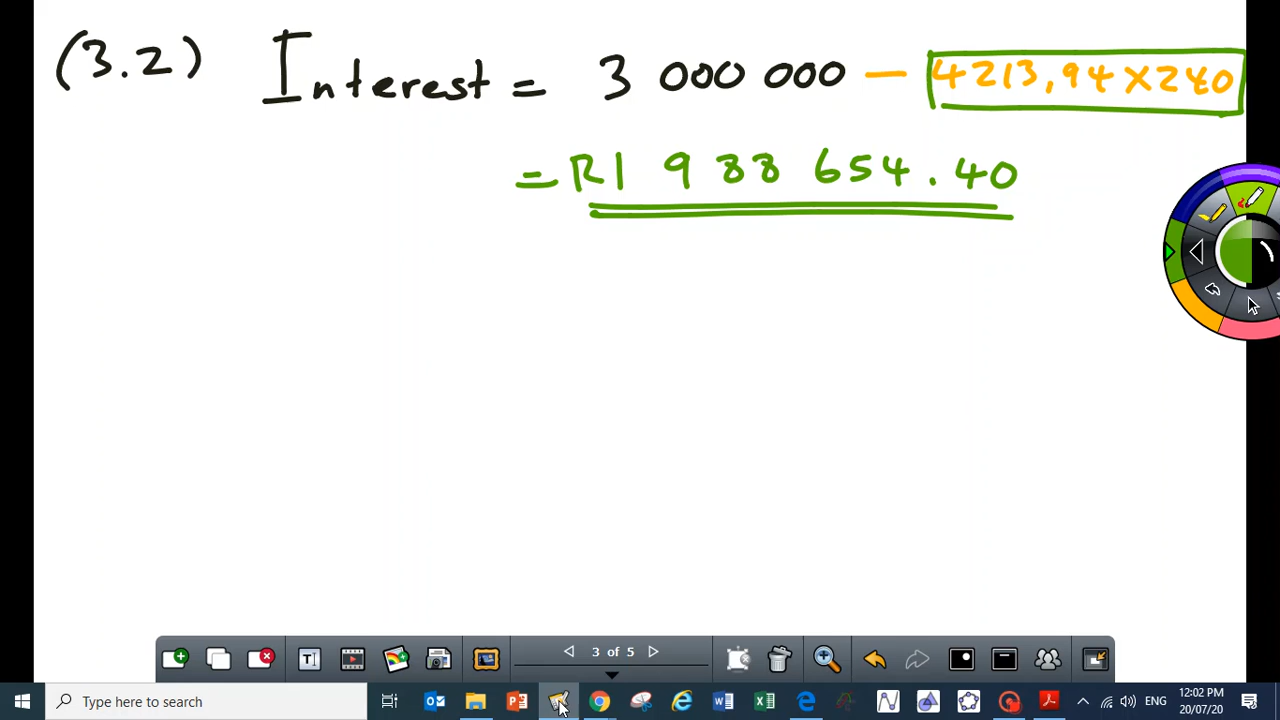 (3.2) Interest = 3 000 000 – 4213,94×240
= R1 988 654.40
3 of 5
Type here to search
ENG
12:02 PM
20/07/20